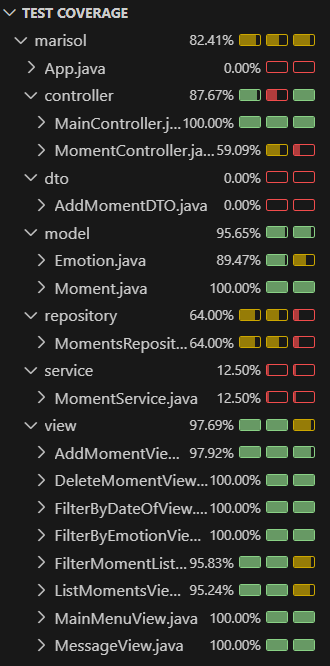 TEST COVERAGE
marisol 82.41%
App.java 0.00%
controller 87.67%
MainController.j... 100.00%
MomentController.ja... 59.09%
dto 0.00%
AddMomentDTO.java 0.00%
model 95.65%
Emotion.java 89.47%
Moment.java 100.00%
repository 64.00%
MomentsReposit... 64.00%
service 12.50%
MomentService.java 12.50%
view 97.69%
AddMomentVie... 97.92%
DeleteMomentView... 100.00%
FilterByDateOfView.... 100.00%
FilterByEmotionVie... 100.00%
FilterMomentList... 95.83%
ListMomentsVie... 95.24%
MainMenuView.java 100.00%
MessageView.java 100.00%